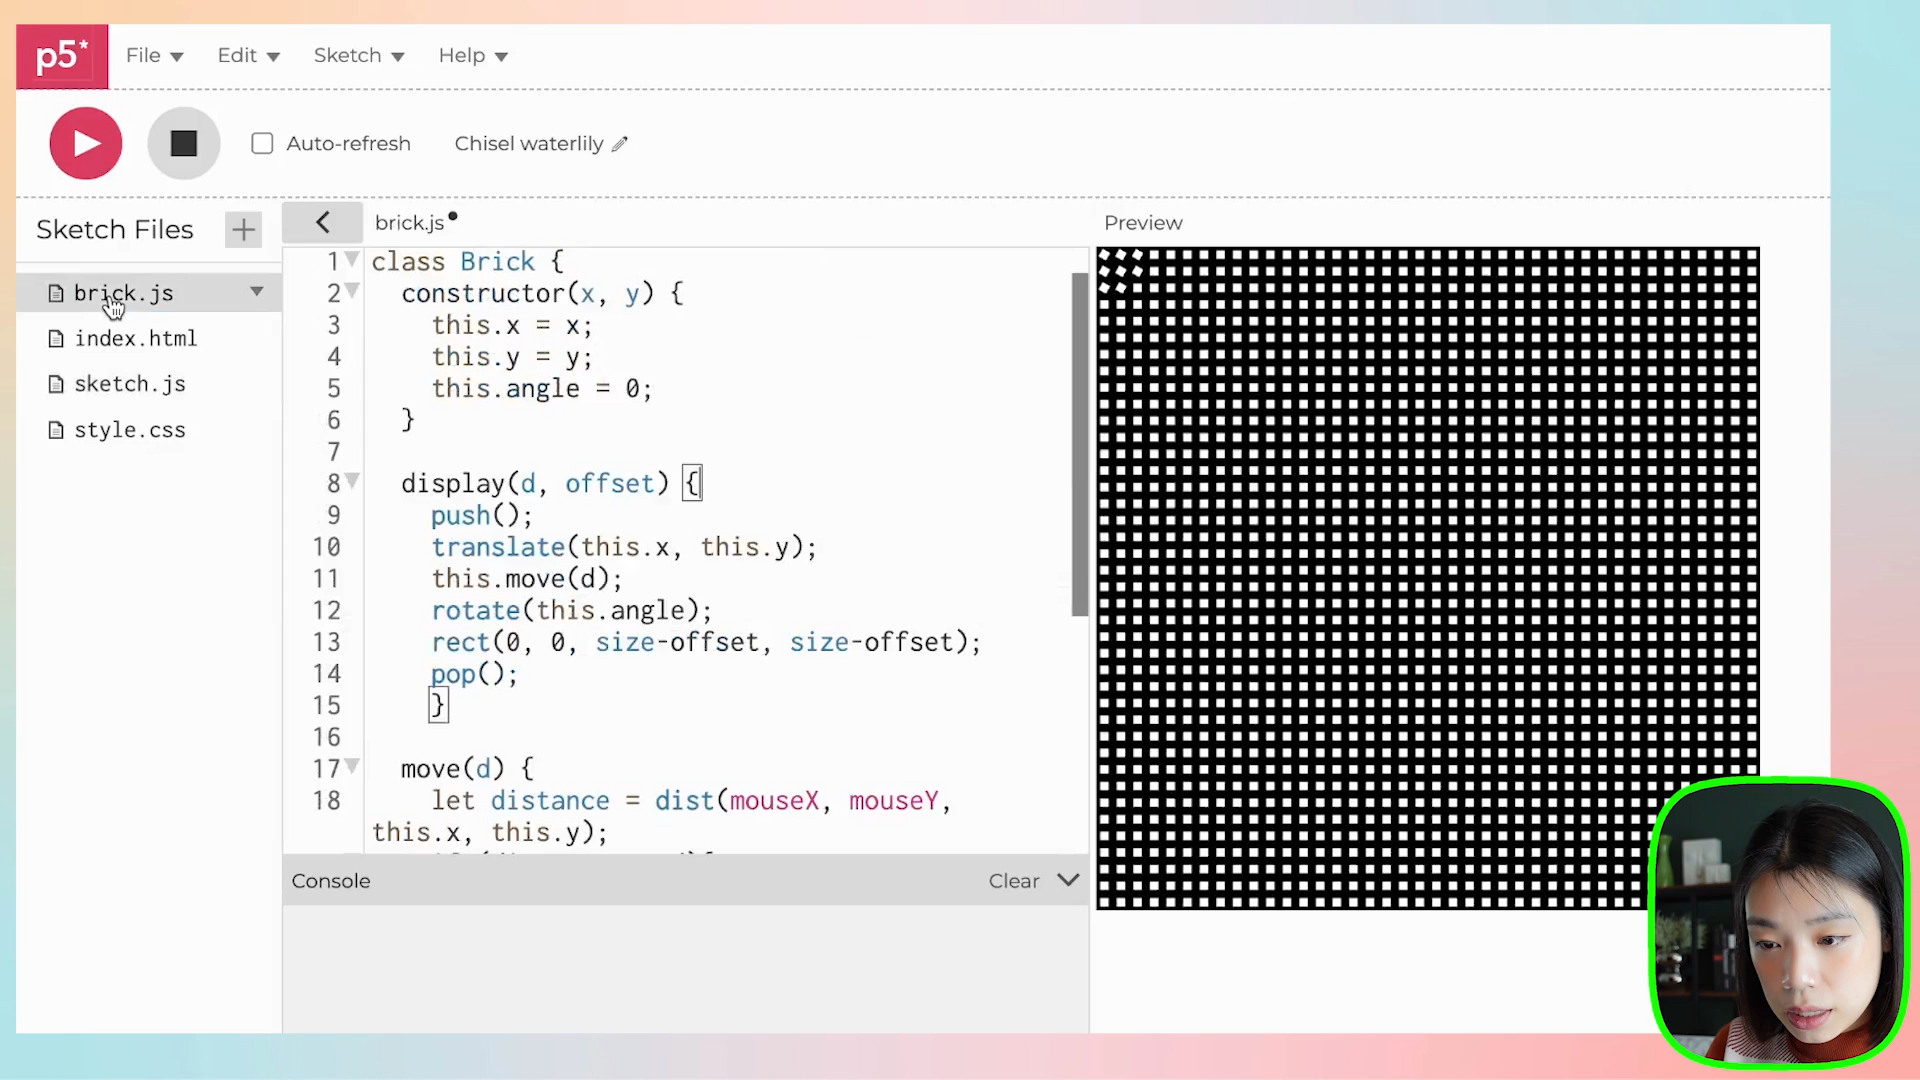 p5*
File
Edit
Sketch
Help
Auto-refresh
Chisel waterlily
Sketch Files
brick.js
index.html
sketch.js
style.css
brick.js
Preview
1 class Brick {
2 constructor(x, y) {
3 this.x = x;
4 this.y = y;
5 this.angle = 0;
6 }
7
8 display(d, offset) {
9 push();
10 translate(this.x, this.y);
11 this.move(d);
12 rotate(this.angle);
13 rect(0, 0, size-offset, size-offset);
14 pop();
15 }
16
17 move(d) {
18 let distance = dist(mouseX, mouseY,
this.x, this.y);
Console
Clear